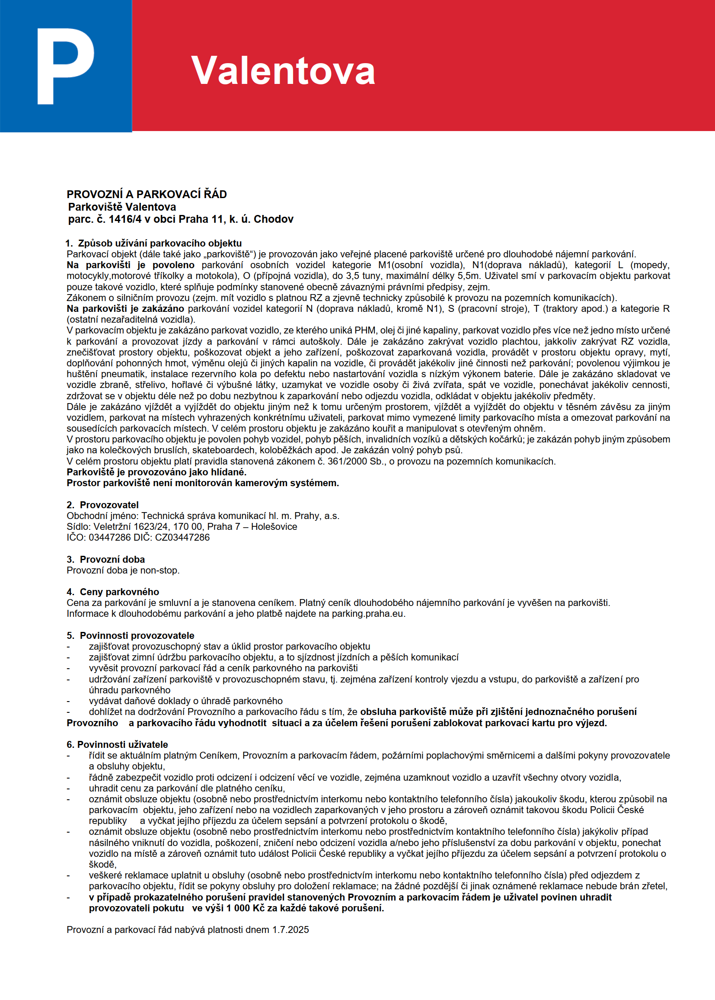 P
Valentova
PROVOZNÍ A PARKOVACÍ ŘÁD
Parkoviště Valentova
parc. č. 1416/4 v obci Praha 11, k. ú. Chodov
1. Způsob užívání parkovacího objektu
Parkovací objekt (dále také jako „parkoviště“) je provozován jako veřejné placené parkoviště určené pro dlouhodobé nájemní parkování.
Na parkovišti je povoleno parkování osobních vozidel kategorie M1(osobní vozidla), N1(doprava nákladů), kategorií L (mopedy,
motocykly,motorové tříkolky a motokola), O (přípojná vozidla), do 3,5 tuny, maximální délky 5,5m. Uživatel smí v parkovacím objektu parkovat
pouze takové vozidlo, které splňuje podmínky stanovené obecně závaznými právními předpisy, zejm.
Zákonem o silničním provozu (zejm. mít vozidlo s platnou RZ a zjevně technicky způsobilé k provozu na pozemních komunikacích).
Na parkovišti je zakázáno parkování vozidel kategorií N (doprava nákladů, kromě N1), S (pracovní stroje), T (traktory apod.) a kategorie R
(ostatní nezařaditelná vozidla).
V parkovacím objektu je zakázáno parkovat vozidlo, ze kterého uniká PHM, olej či jiné kapaliny, parkovat vozidlo přes více než jedno místo určené
k parkování a provozovat jízdy a parkování v rámci autoškoly. Dále je zakázáno zakrývat vozidlo plachtou, jakkoliv zakrývat RZ vozidla,
znečišťovat prostory objektu, poškozovat objekt a jeho zařízení, poškozovat zaparkovaná vozidla, provádět v prostoru objektu opravy, mytí,
doplňování pohonných hmot, výměnu olejů či jiných kapalin na vozidle, či provádět jakékoliv jiné činnosti než parkování; povolenou výjimkou je
huštění pneumatik, instalace rezervního kola po defektu nebo nastartování vozidla s nízkým výkonem baterie. Dále je zakázáno skladovat ve
vozidle zbraně, střelivo, hořlavé či výbušné látky, uzamykat ve vozidle osoby či živá zvířata, spát ve vozidle, ponechávat jakékoliv cennosti,
zdržovat se v objektu déle než po dobu nezbytnou k zaparkování nebo odjezdu vozidla, odkládat v objektu jakékoliv předměty.
Dále je zakázáno vjíždět a vyjíždět do objektu jiným než k tomu určeným prostorem, vjíždět a vyjíždět do objektu v těsném závěsu za jiným
vozidlem, parkovat na místech vyhrazených konkrétnímu uživateli, parkovat mimo vymezené limity parkovacího místa a omezovat parkování na
sousedících parkovacích místech. V celém prostoru objektu je zakázáno kouřit a manipulovat s otevřeným ohněm.
V prostoru parkovacího objektu je povolen pohyb vozidel, pohyb pěších, invalidních vozíků a dětských kočárků; je zakázán pohyb jiným způsobem
jako na kolečkových bruslích, skateboardech, koloběžkách apod. Je zakázán volný pohyb psů.
V celém prostoru objektu platí pravidla stanovená zákonem č. 361/2000 Sb., o provozu na pozemních komunikacích.
Parkoviště je provozováno jako hlídané.
Prostor parkoviště není monitorován kamerovým systémem.
2. Provozovatel
Obchodní jméno: Technická správa komunikací hl. m. Prahy, a.s.
Sídlo: Veletržní 1623/24, 170 00, Praha 7 – Holešovice
IČO: 03447286 DIČ: CZ03447286
3. Provozní doba
Provozní doba je non-stop.
4. Ceny parkovného
Cena za parkování je smluvní a je stanovena ceníkem. Platný ceník dlouhodobého nájemního parkování je vyvěšen na parkovišti.
Informace k dlouhodobému parkování a jeho platbě najdete na parking.praha.eu.
5. Povinnosti provozovatele
- zajišťovat provozuschopný stav a úklid prostor parkovacího objektu
- zajišťovat zimní údržbu parkovacího objektu, a to sjízdnost jízdních a pěších komunikací
- vyvěsit provozní parkovací řád a ceník parkovného na parkovišti
- udržování zařízení parkoviště v provozuschopném stavu, tj. zejména zařízení kontroly vjezdu a vstupu, do parkoviště a zařízení pro
úhradu parkovného
- vydávat daňové doklady o úhradě parkovného
- dohlížet na dodržování Provozního a parkovacího řádu s tím, že obsluha parkoviště může při zjištění jednoznačného porušení
Provozního a parkovacího řádu vyhodnotit situaci a za účelem řešení porušení zablokovat parkovací kartu pro výjezd.
6. Povinnosti uživatele
- řídit se aktuálním platným Ceníkem, Provozním a parkovacím řádem, požárními poplachovými směrnicemi a dalšími pokyny provozovatele
a obsluhy objektu,
- řádně zabezpečit vozidlo proti odcizení i odcizení věcí ve vozidle, zejména uzamknout vozidlo a uzavřít všechny otvory vozidla,
- uhradit cenu za parkování dle platného ceníku,
- oznámit obsluze objektu (osobně nebo prostřednictvím interkomu nebo kontaktního telefonního čísla) jakoukoliv škodu, kterou způsobil na
parkovacím objektu, jeho zařízení nebo na vozidlech zaparkovaných v jeho prostoru a zároveň oznámit takovou škodu Policii České
republiky a vyčkat jejího příjezdu za účelem sepsání a potvrzení protokolu o škodě,
- oznámit obsluze objektu (osobně nebo prostřednictvím interkomu nebo prostřednictvím kontaktního telefonního čísla) jakýkoliv případ
násilného vniknutí do vozidla, poškození, zničení nebo odcizení vozidla a/nebo jeho příslušenství za dobu parkování v objektu, ponechat
vozidlo na místě a zároveň oznámit tuto událost Policii České republiky a vyčkat jejího příjezdu za účelem sepsání a potvrzení protokolu o
škodě,
- veškeré reklamace uplatnit u obsluhy (osobně nebo prostřednictvím interkomu nebo kontaktního telefonního čísla) před odjezdem z
parkovacího objektu, řídit se pokyny obsluhy pro doložení reklamace; na žádné pozdější či jinak oznámené reklamace nebude brán zřetel,
- v případě prokazatelného porušení pravidel stanovených Provozním a parkovacím řádem je uživatel povinen uhradit
provozovateli pokutu ve výši 1 000 Kč za každé takové porušení.
Provozní a parkovací řád nabývá platnosti dnem 1.7.2025